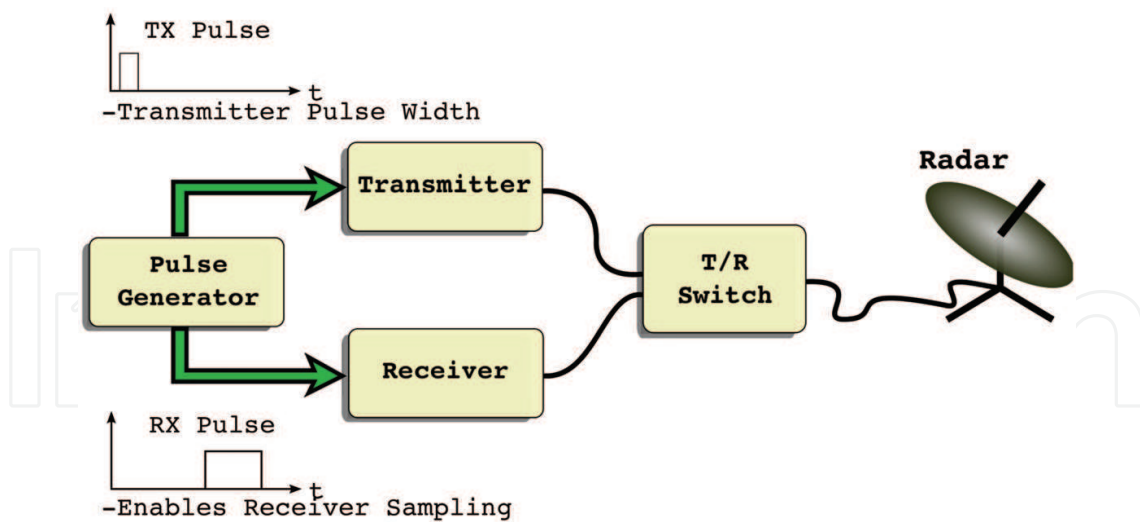 TX Pulse
t
-Transmitter Pulse Width
Radar
Transmitter
Pulse
Generator
T/R
Switch
Receiver
RX Pulse
t
-Enables Receiver Sampling